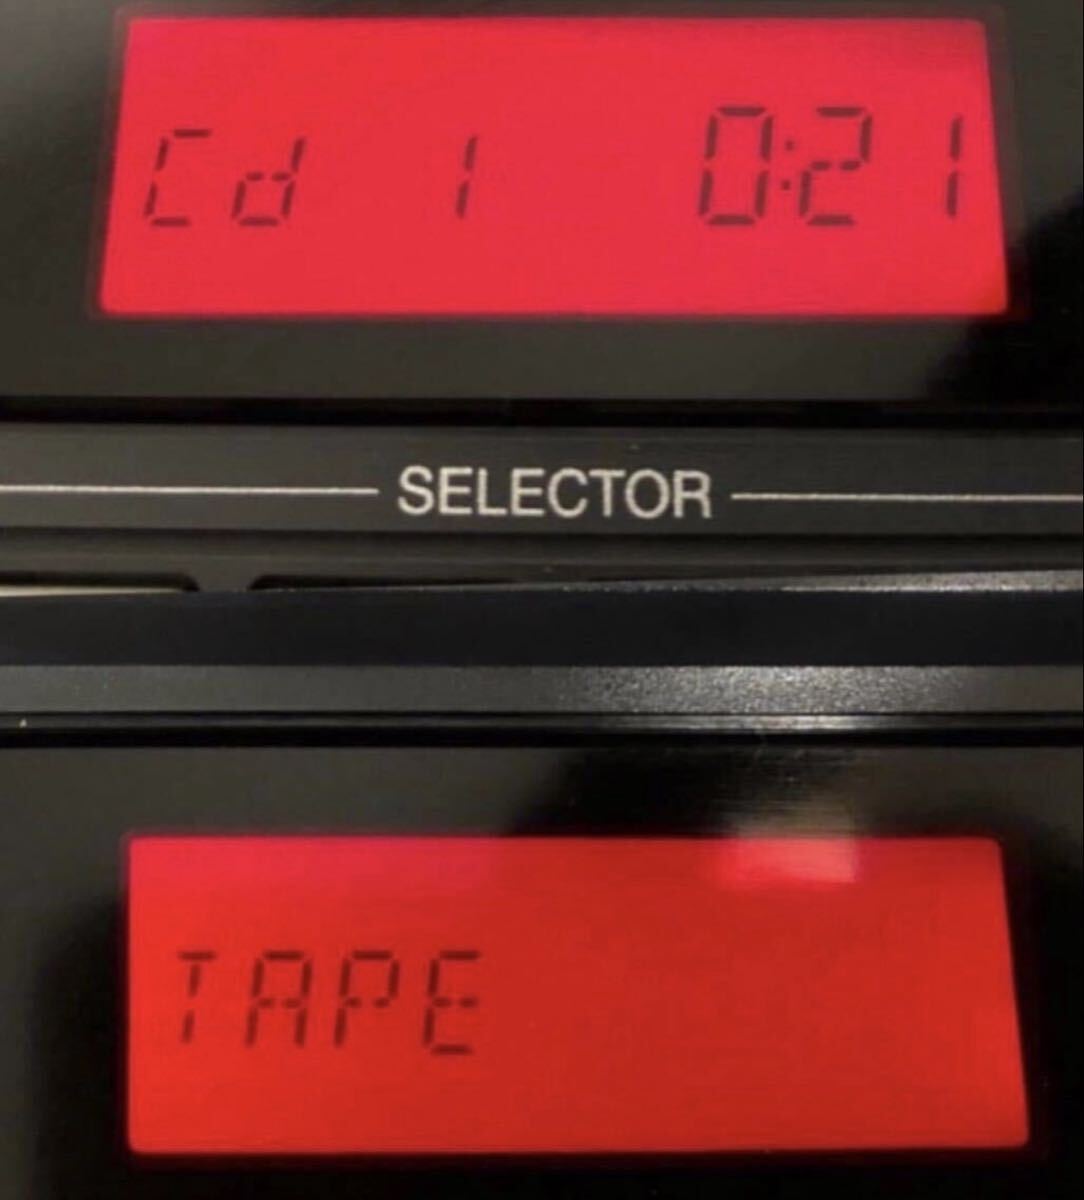 Cd 1 0:21
SELECTOR
TAPE